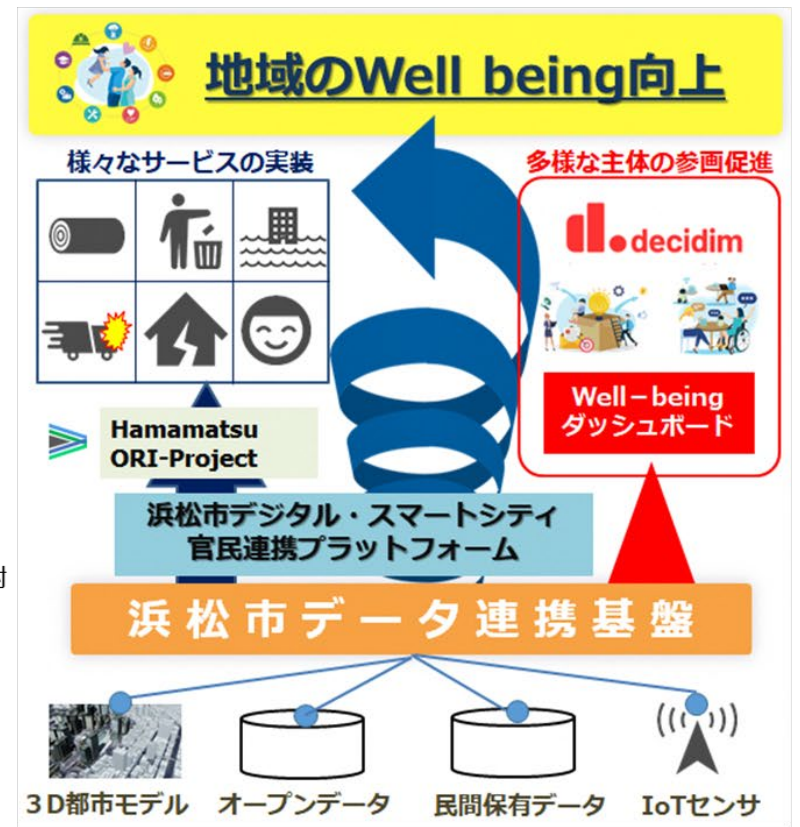 地域のWell being向上
様々なサービスの実装
多様な主体の参画促進
decidim
Well－being
ダッシュボード
Hamamatsu
ORI-Project
浜松市デジタル・スマートシティ
官民連携プラットフォーム
浜松市データ連携基盤
３D都市モデル
オープンデータ
民間保有データ
IoTセンサ